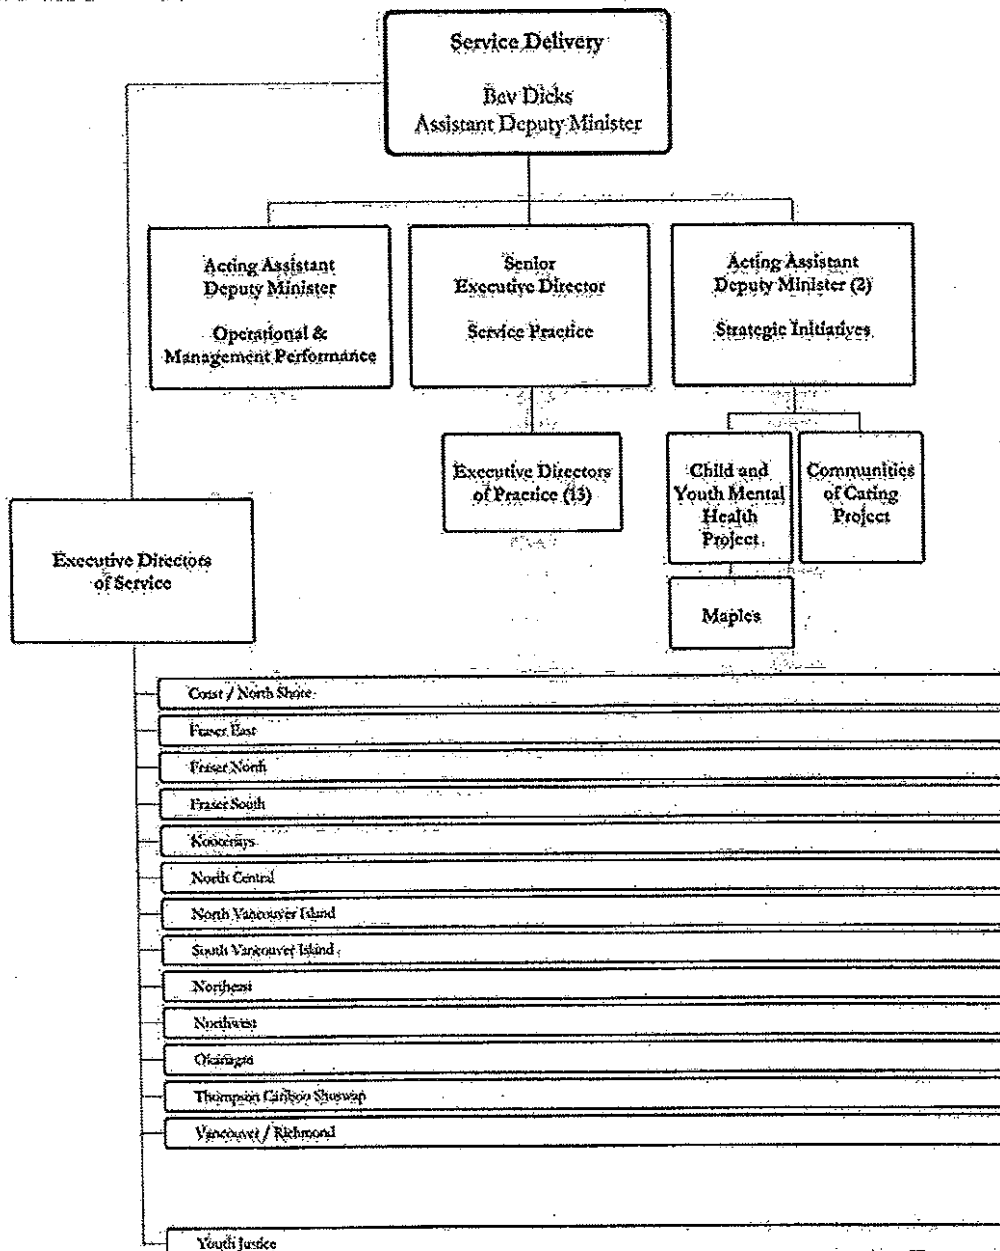 Service Delivery
Bev Dicks
Assistant Deputy Minister
Acting Assistant
Deputy Minister
Operational &
Management Performance
Senior
Executive Director
Service Practice
Acting Assistant
Deputy Minister (2)
Strategic Initiatives
Executive Directors
of Practice (13)
Child and
Youth Mental
Health
Project
Communities
of Caring
Project
Maples
Executive Directors
of Service
Coast / North Shore
Fraser East
Fraser North
Fraser South
Kootenays
North Central
North Vancouver Island
South Vancouver Island
Northeast
Northwest
Okanagan
Thompson Cariboo Shuswap
Vancouver / Richmond
Youth Justice